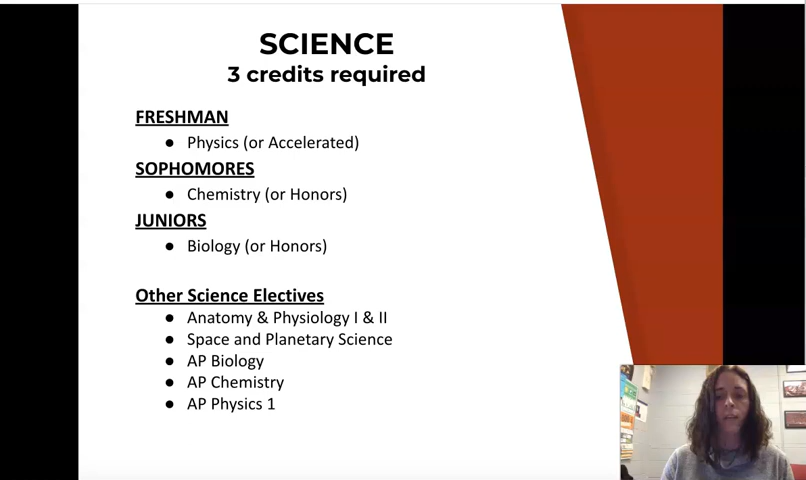 SCIENCE
3 credits required
FRESHMAN
● Physics (or Accelerated)
SOPHOMORES
● Chemistry (or Honors)
JUNIORS
● Biology (or Honors)
Other Science Electives
● Anatomy & Physiology I & II
● Space and Planetary Science
● AP Biology
● AP Chemistry
● AP Physics 1